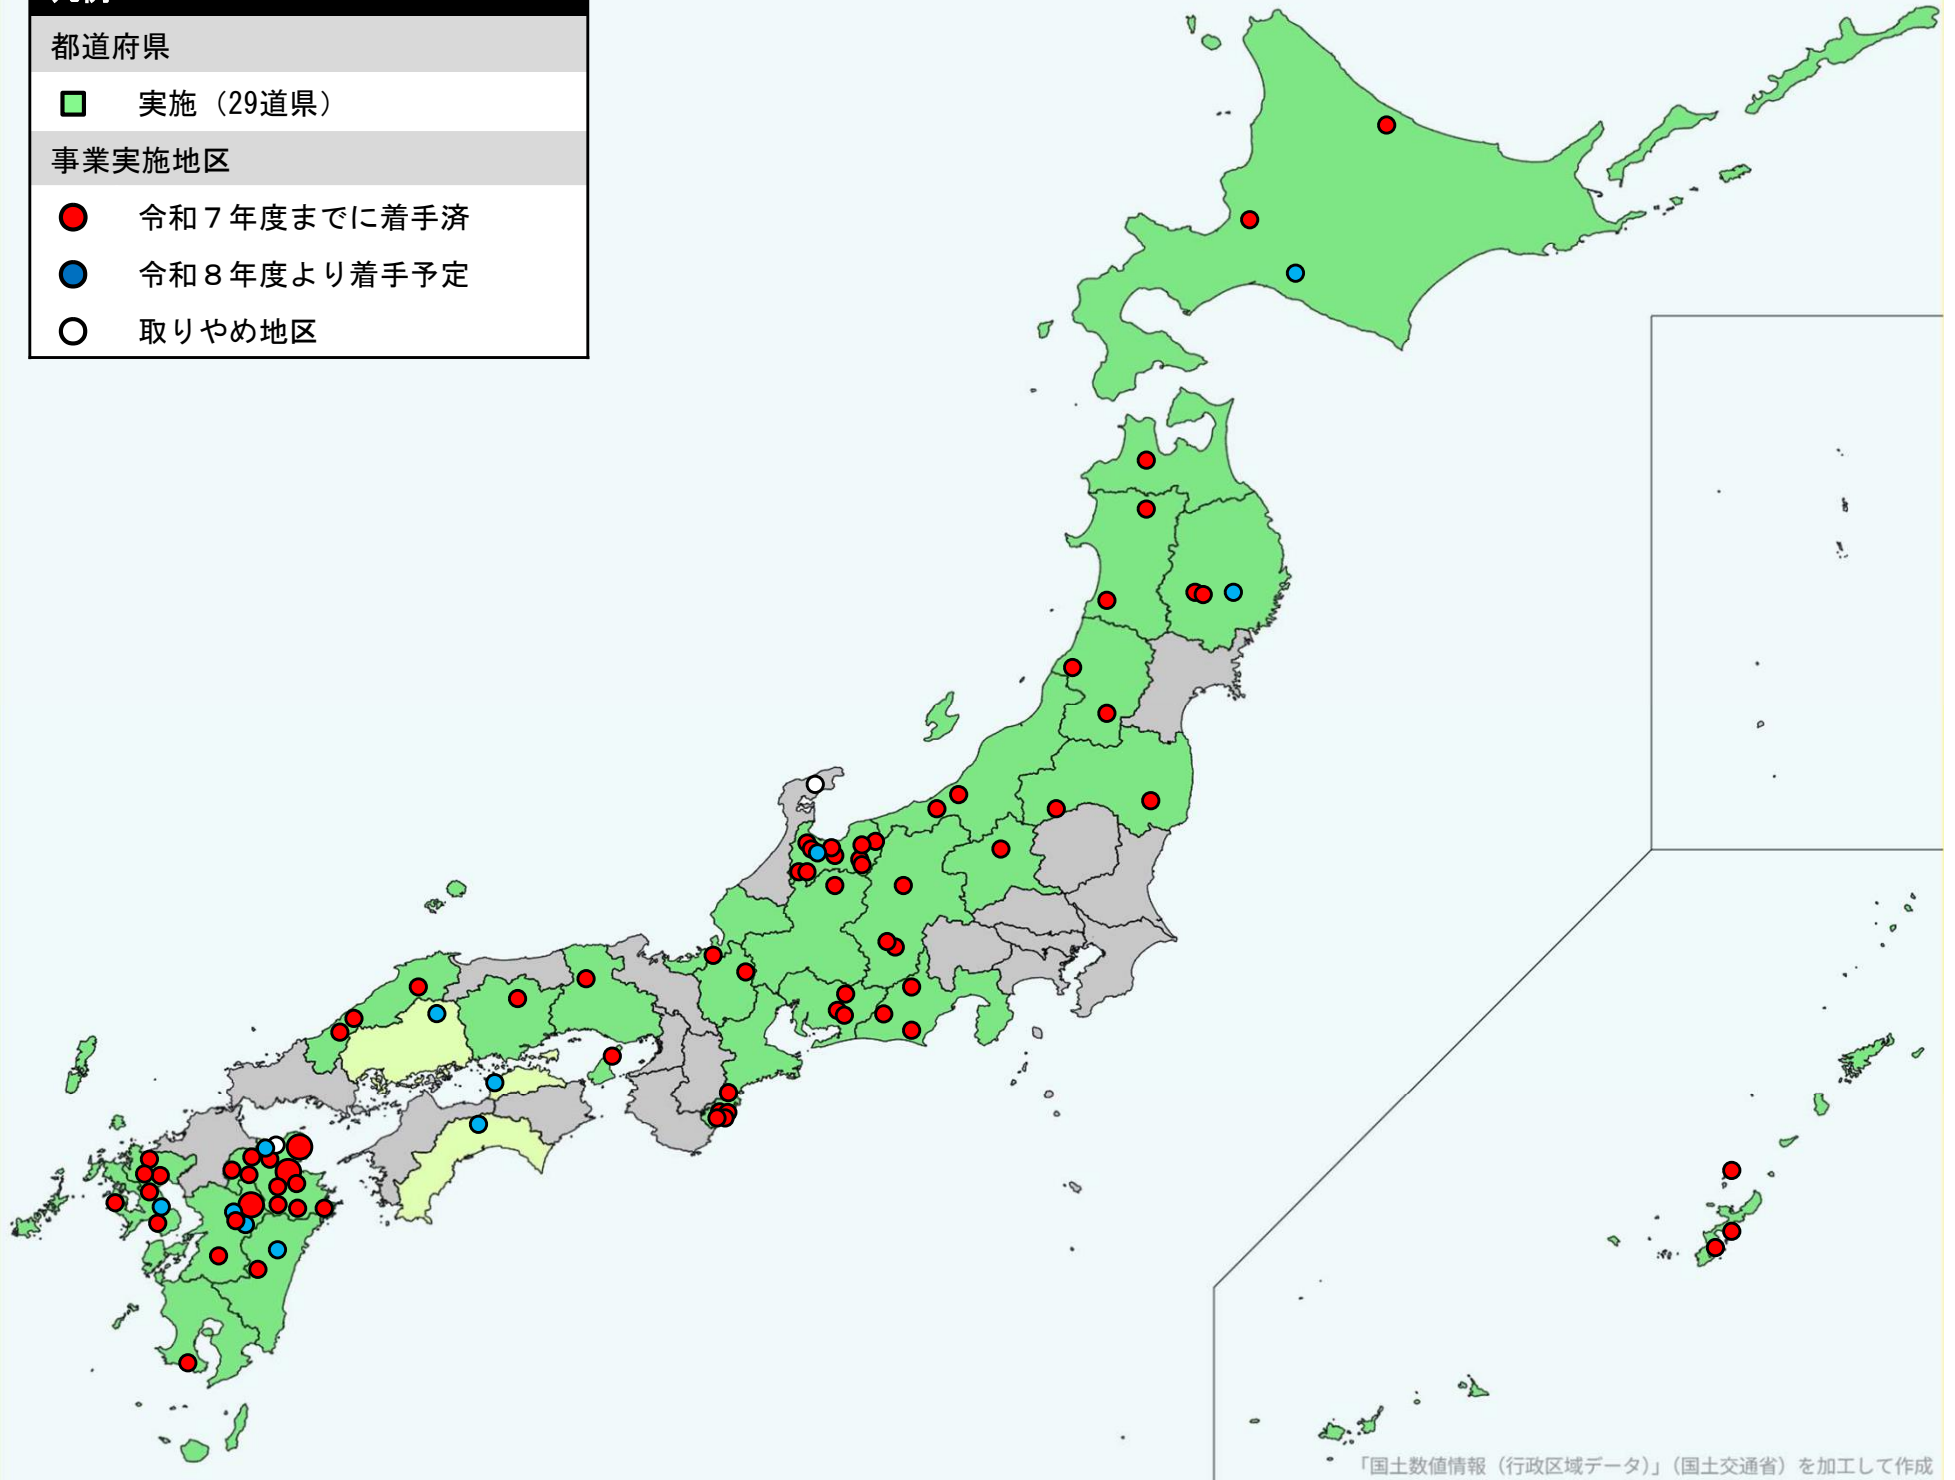 都道府県
実施（29道県）
事業実施地区
令和７年度までに着手済
令和８年度より着手予定
取りやめ地区
「国土数値情報（行政区域データ）」（国土交通省）を加工して作成